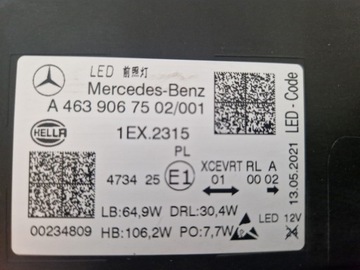 LED 前照灯
Mercedes-Benz
A 463 906 75 02/001
HELLA
1EX.2315
PL
4734 25 E1
XCEVRT RL A
01 00 02
LB:64,9W DRL:30,4W
LED 12V
00234809
HB:106,2W PO:7,7W
13.05.2021 LED - Code